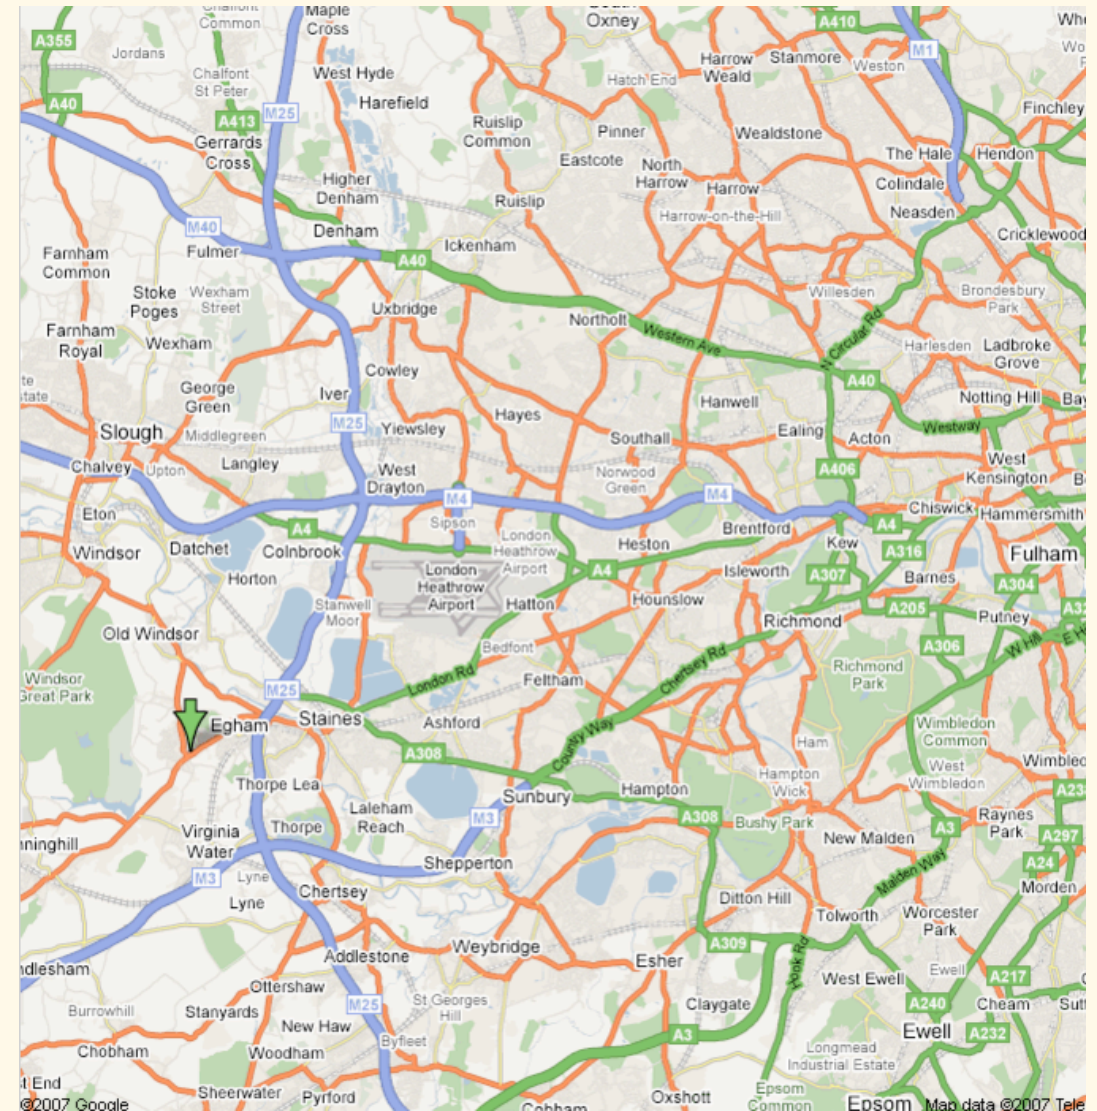 Chalfont
Common
Maple
Cross
South
Oxney
A410
A355
Jordans
M1
Harrow
Weald
Stanmore
Weston
West Hyde
Chalfont
St Peter
Hatch End
A40
Harefield
M25
A413
Finchley
Ruislip
Common
Pinner
Wealdstone
Gerrards
Cross
Eastcote
The Hale
Hendon
North
Harrow
Higher
Denham
Harrow
Colindale
Ruislip
Harrow-on-the-Hill
Neasden
M40
Denham
Cricklewood
Fulmer
Ickenham
Farnham
Common
A40
Stoke
Poges
Wexham
Street
Willesden
Brondesbury
Park
Uxbridge
Northolt
Western Ave
N Circular Rd
Farnham
Royal
Wexham
Harlesden
Ladbroke
Grove
Cowley
A40
George
Green
Iver
Hanwell
Notting Hill
Hayes
M25
Yiewsley
Westway
Slough
Middlegreen
Southall
Ealing
Acton
Chalvey
Upton
Langley
West
Drayton
Norwood
Green
A406
West
Kensington
M4
M4
Eton
Sipson
Chiswick
Hammersmith
A4
London
Heathrow
Airport
Brentford
A4
Windsor
Datchet
Colnbrook
Heston
Kew
A316
Fulham
Horton
London
Heathrow
Airport
A4
Isleworth
A307
Barnes
A304
Stanwell
Moor
Hatton
Hounslow
A205
Putney
Richmond
Old Windsor
Bedfont
A306
W Hill
Windsor
Great Park
Richmond
Park
M25
London Rd
Feltham
Chertsey Rd
Egham
Staines
Ashford
Country Way
Wimbledon
Common
A308
Ham
West
Wimbledon
Thorpe Lea
Hampton
Wick
Sunbury
Hampton
Laleham
Reach
M3
A308
Bushy Park
Raynes
Park
Virginia
Water
Thorpe
New Malden
A3
A297
Shepperton
A24
M3
Lyne
Malden Way
Morden
Lyne
Chertsey
Ditton Hill
Tolworth
Worcester
Park
Addlestone
Weybridge
A309
Hook Rd
Esher
West Ewell
Ewell
A217
Ottershaw
M25
St Georges
Hill
Claygate
A240
Cheam
Burrowhill
Stanyards
New Haw
A3
Ewell
A232
Byfleet
Chobham
Woodham
Longmead
Industrial Estate
Sheerwater
Pyrford
Cobham
Oxshott
Epsom
Common
Epsom
©2007 Google
Map data ©2007 Tele